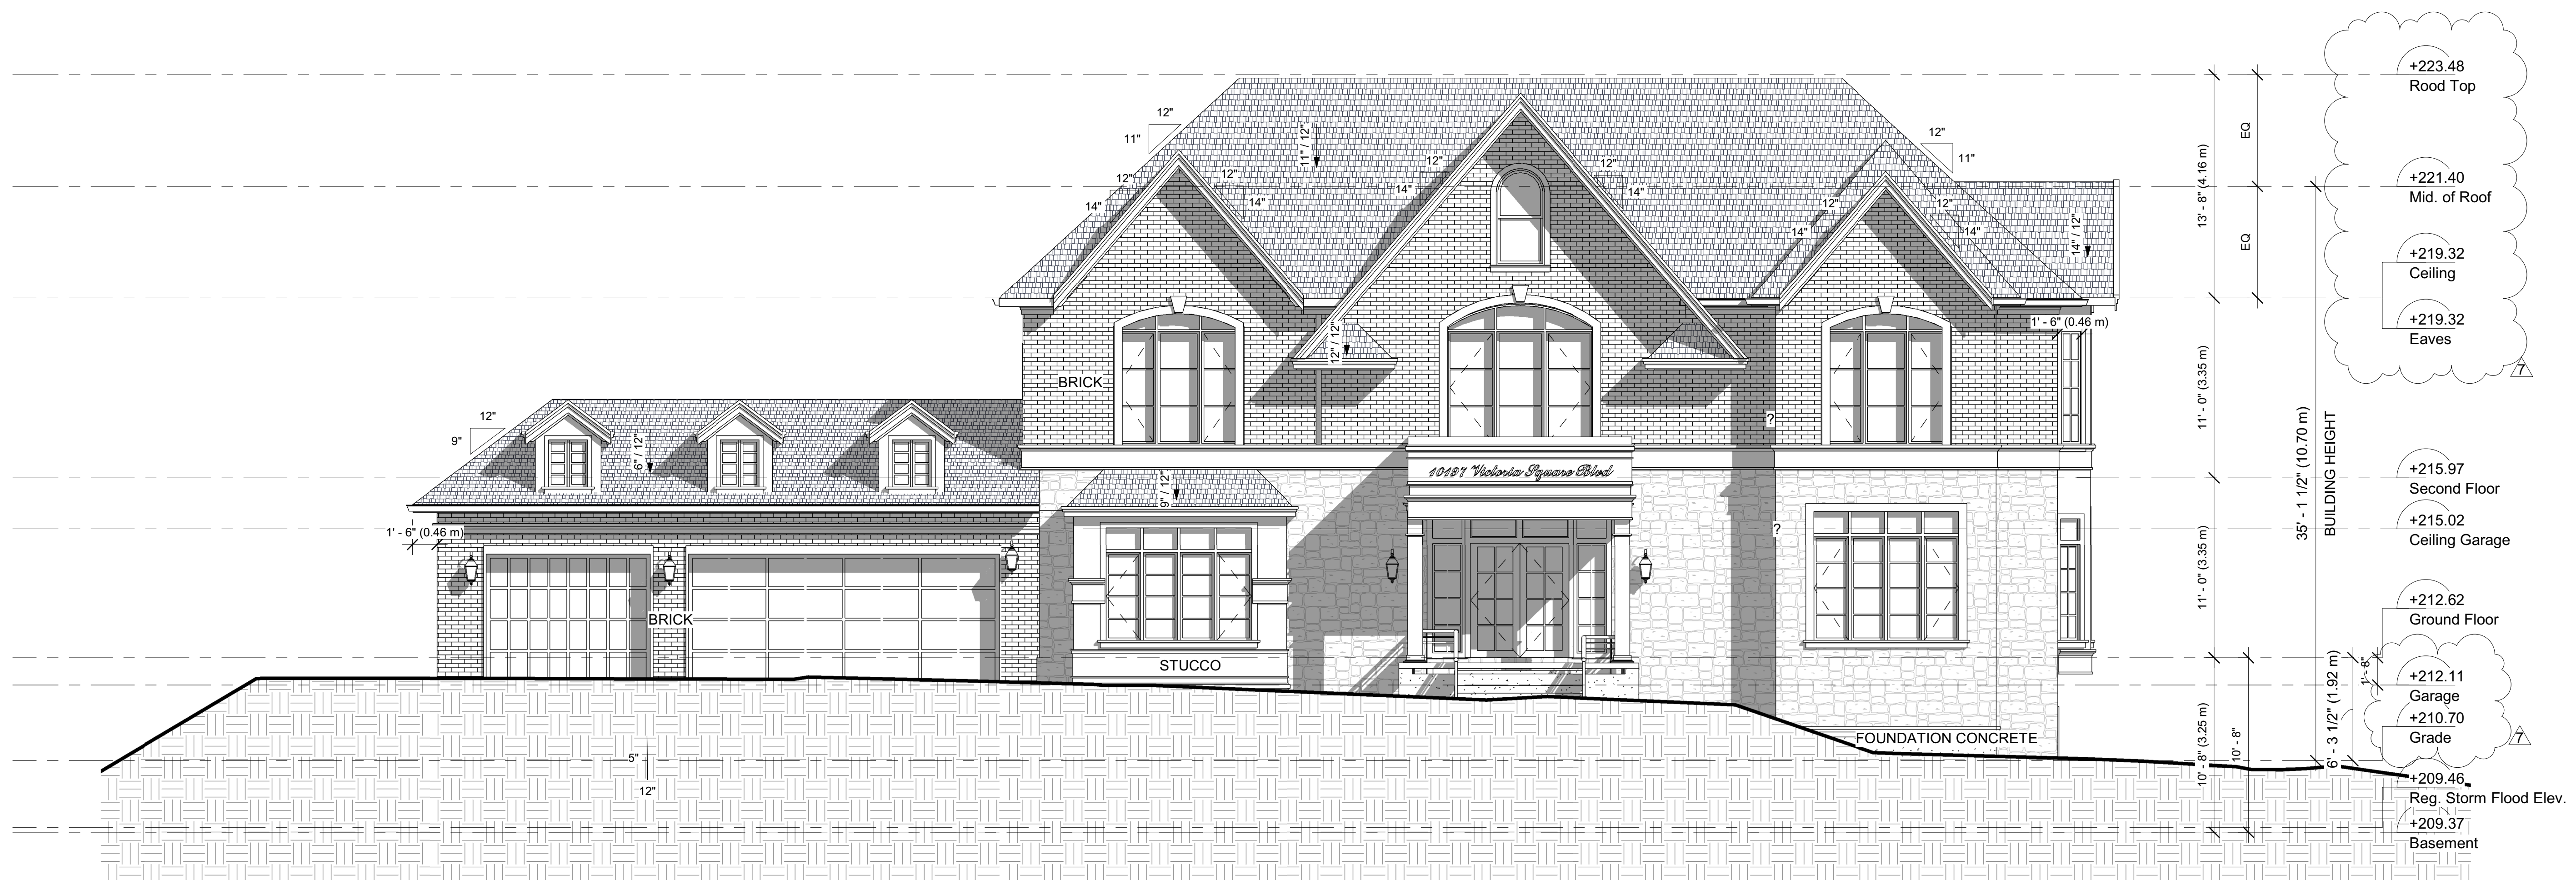 +223.48
Rood Top
12"
11"
11" / 12"
12"
11"
EQ
13' - 8" (4.16 m)
12"
14"
12"
14"
12"
14"
12"
14"
12"
14"
12"
14"
14" / 12"
+221.40
Mid. of Roof
EQ
+219.32
Ceiling
+219.32
Eaves
7
12" / 12"
1' - 6" (0.46 m)
BRICK
11' - 0" (3.35 m)
35' - 1 1/2" (10.70 m)
BUILDING HEIGHT
12"
9"
6" / 12"
?
9" / 12"
10197 Victoria Square Blvd
+215.97
Second Floor
+215.02
Ceiling Garage
1' - 6" (0.46 m)
?
11' - 0" (3.35 m)
BRICK
STUCCO
+212.62
Ground Floor
1'-8"
+212.11
Garage
6' - 3 1/2" (1.92 m)
+210.70
Grade
7
FOUNDATION CONCRETE
5"
12"
10' - 8" (3.25 m)
10' - 8"
+209.46
Reg. Storm Flood Elev.
+209.37
Basement